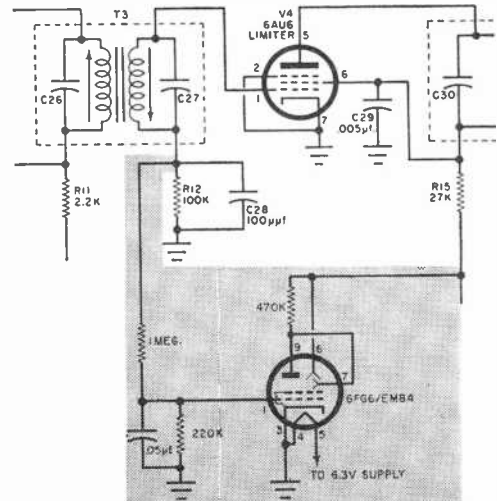 T3
V4
6AU6
LIMITER 5
2
1
6
7
C26
C27
C29
.005µf
C30
R11
2.2K
R12
100K
C28
100µµf
R15
27K
470K
1MEG.
9
6
7
6FG6/EM84
1
3
4
5
.05µf
220K
TO 6.3V SUPPLY